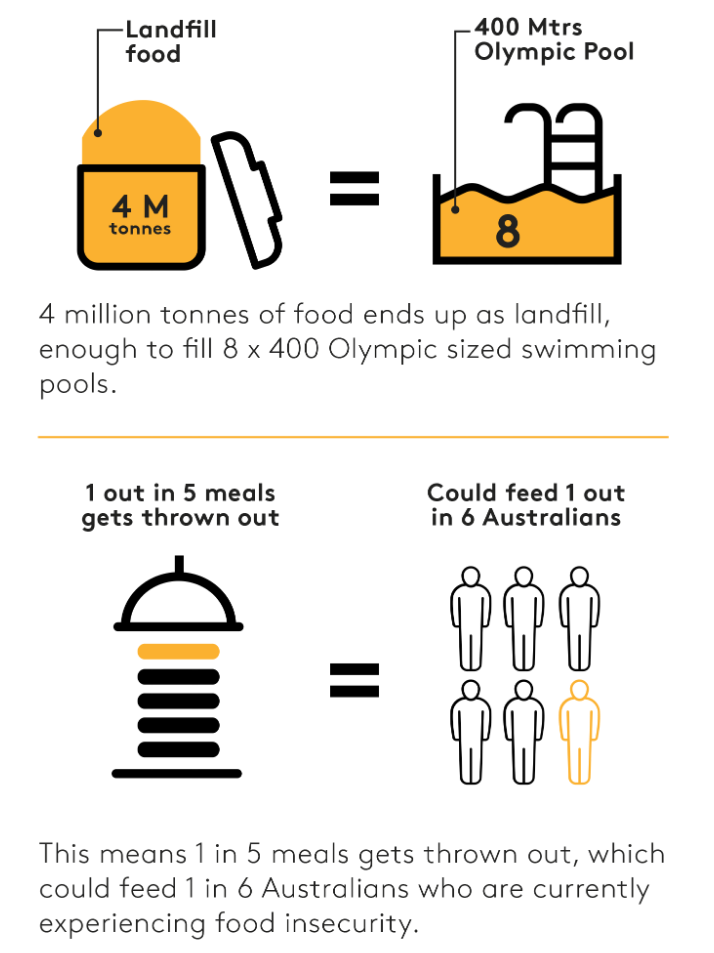 Landfill
food
400 Mtrs
Olympic Pool
4 M
tonnes
=
8
4 million tonnes of food ends up as landfill,
enough to fill 8 x 400 Olympic sized swimming
pools.
1 out in 5 meals
gets thrown out
Could feed 1 out
in 6 Australians
=
This means 1 in 5 meals gets thrown out, which
could feed 1 in 6 Australians who are currently
experiencing food insecurity.